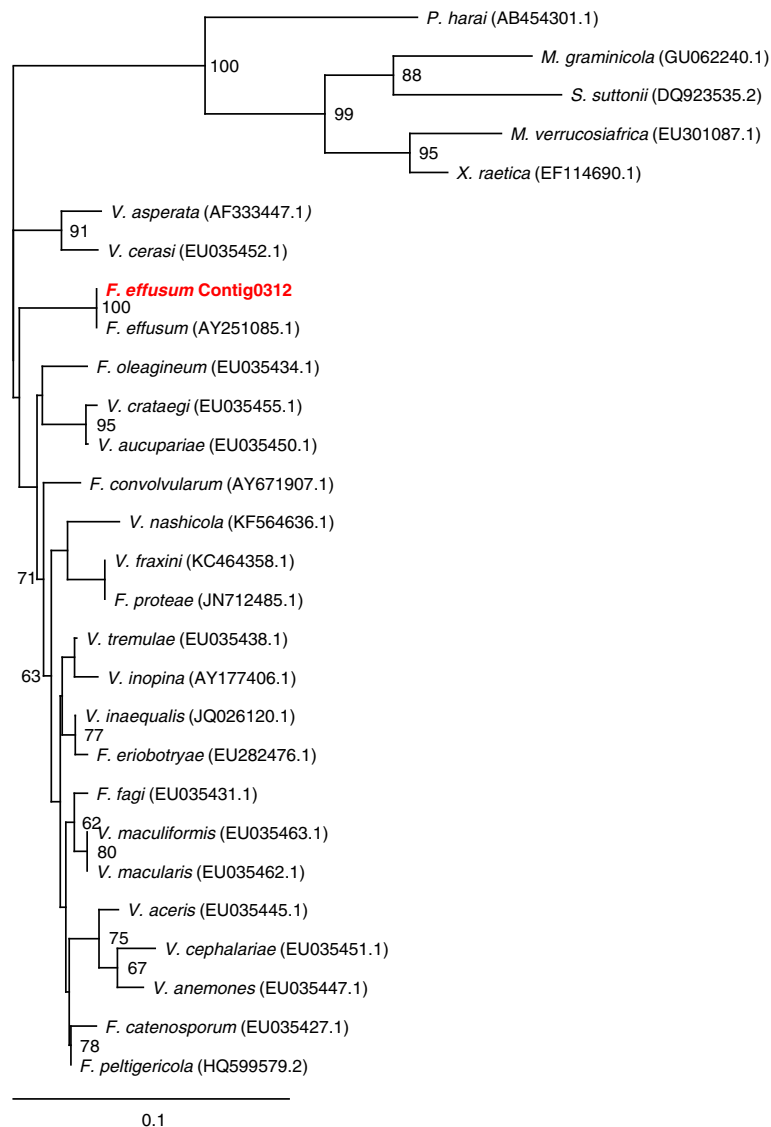 P. harai (AB454301.1)
M. graminicola (GU062240.1)
100
88
S. suttonii (DQ923535.2)
99
M. verrucosiafrica (EU301087.1)
95
X. raetica (EF114690.1)
V. asperata (AF333447.1)
91
V. cerasi (EU035452.1)
F. effusum Contig0312
100
F. effusum (AY251085.1)
F. oleagineum (EU035434.1)
V. crataegi (EU035455.1)
95
V. aucupariae (EU035450.1)
F. convolvularum (AY671907.1)
V. nashicola (KF564636.1)
V. fraxini (KC464358.1)
71
F. proteae (JN712485.1)
V. tremulae (EU035438.1)
63
V. inopina (AY177406.1)
V. inaequalis (JQ026120.1)
77
F. eriobotryae (EU282476.1)
F. fagi (EU035431.1)
62
V. maculiformis (EU035463.1)
80
V. macularis (EU035462.1)
V. aceris (EU035445.1)
75
V. cephalariae (EU035451.1)
67
V. anemones (EU035447.1)
F. catenosporum (EU035427.1)
78
F. peltigericola (HQ599579.2)
0.1